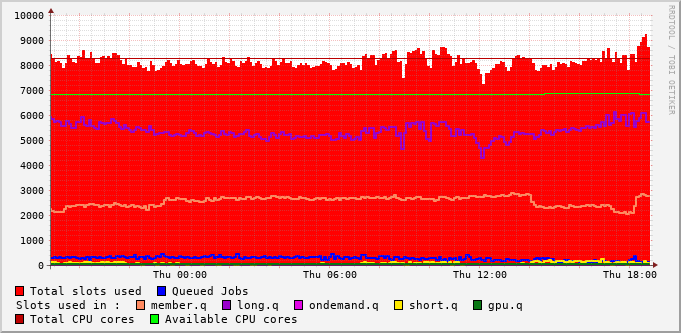 10000
9000
8000
7000
6000
5000
4000
3000
2000
1000
0
Thu 00:00 Thu 06:00 Thu 12:00 Thu 18:00
Total slots used Queued Jobs
Slots used in : member.q long.q ondemand.q short.q gpu.q
Total CPU cores Available CPU cores
RRDTOOL / TOBI OETIKER